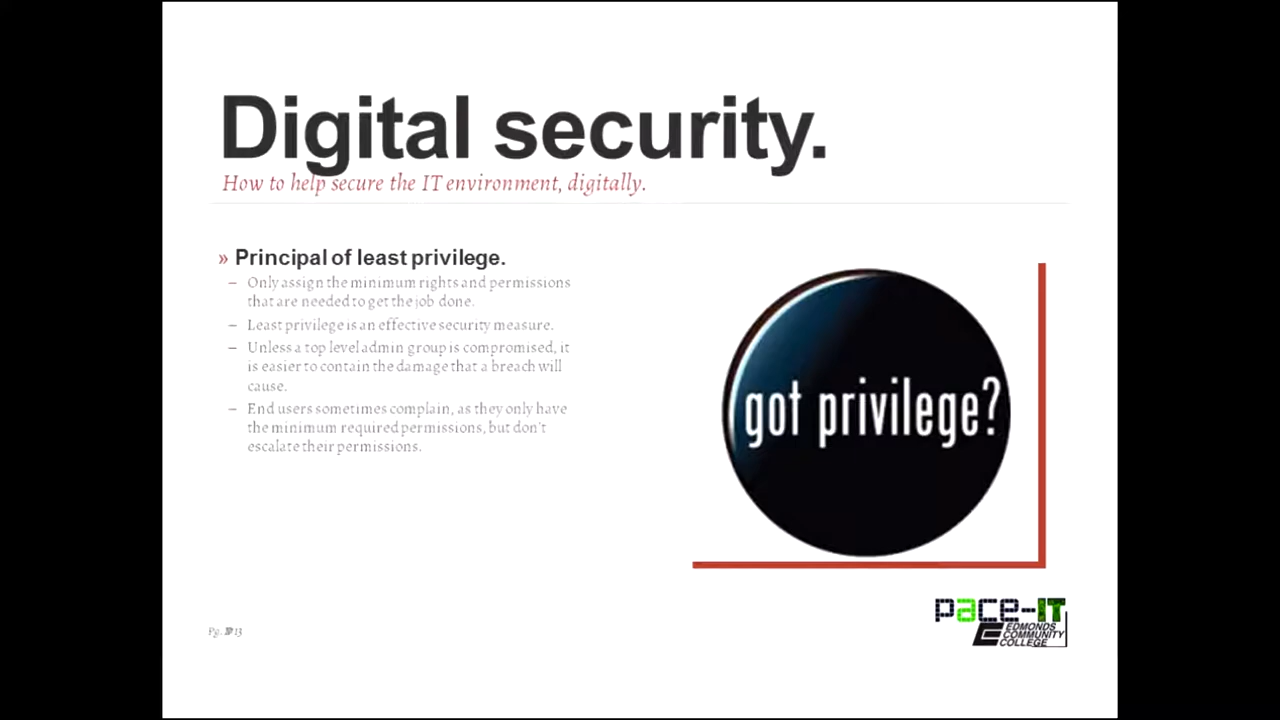 Digital security.
How to help secure the IT environment, digitally.
» Principal of least privilege.
– Only assign the minimum rights and permissions
that are needed to get the job done.
– Least privilege is an effective security measure.
– Unless a top level admin group is compromised, it
is easier to contain the damage that a breach will
cause.
– End users sometimes complain, as they only have
the minimum required permissions, but don't
escalate their permissions.
got privilege?
pace-IT
EDMONDS
COMMUNITY
COLLEGE
Pg. 13